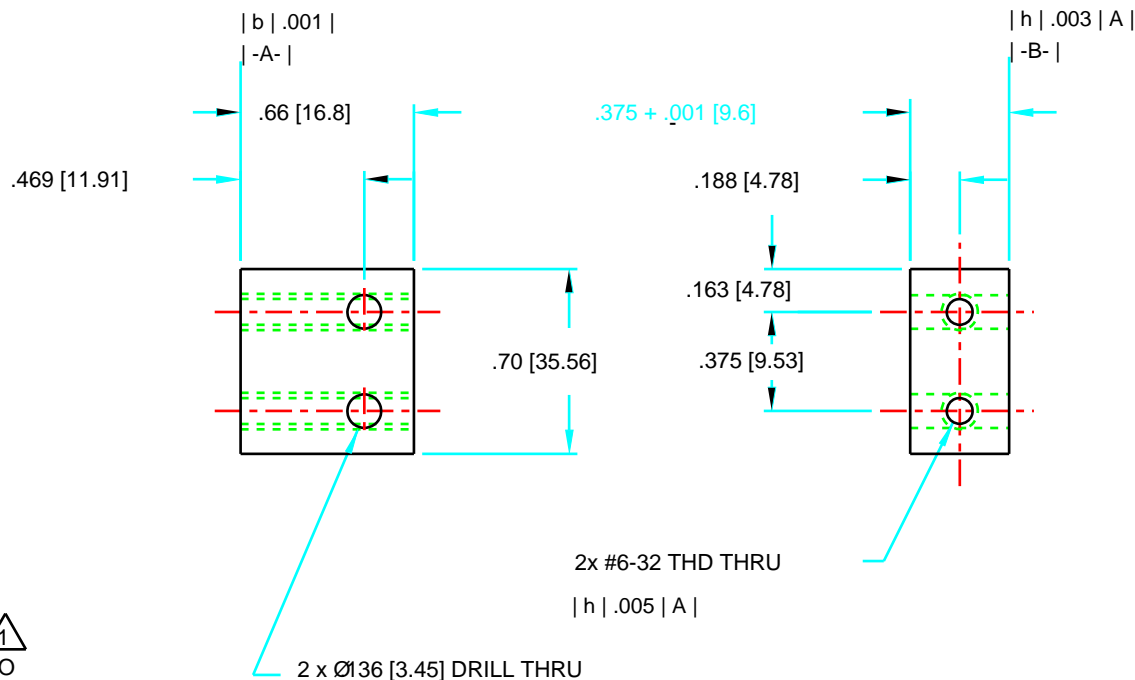 | b | .001 |
| -A- |
| h | .003 | A |
| -B- |
.66 [16.8]
.375 + .001 [9.6]
-
.469 [11.91]
.188 [4.78]
.163 [4.78]
.70 [35.56]
.375 [9.53]
2x #6-32 THD THRU
| h | .005 | A |
1
O
2 x Ø136 [3.45] DRILL THRU